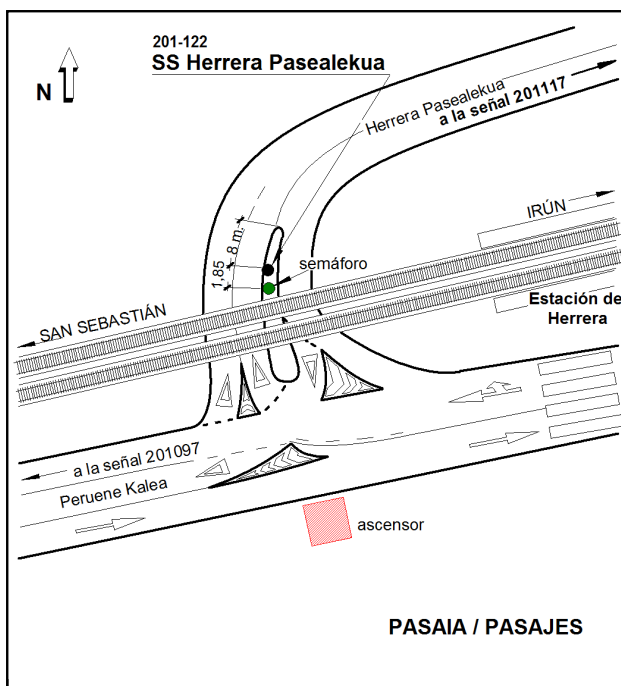 201-122
SS Herrera Pasealekua
N
Herrera Pasealekua
a la señal 201117
8 m.
1,85
semáforo
IRÚN
SAN SEBASTIÁN
Estación de
Herrera
a la señal 201097
Peruene Kalea
ascensor
PASAIA / PASAJES